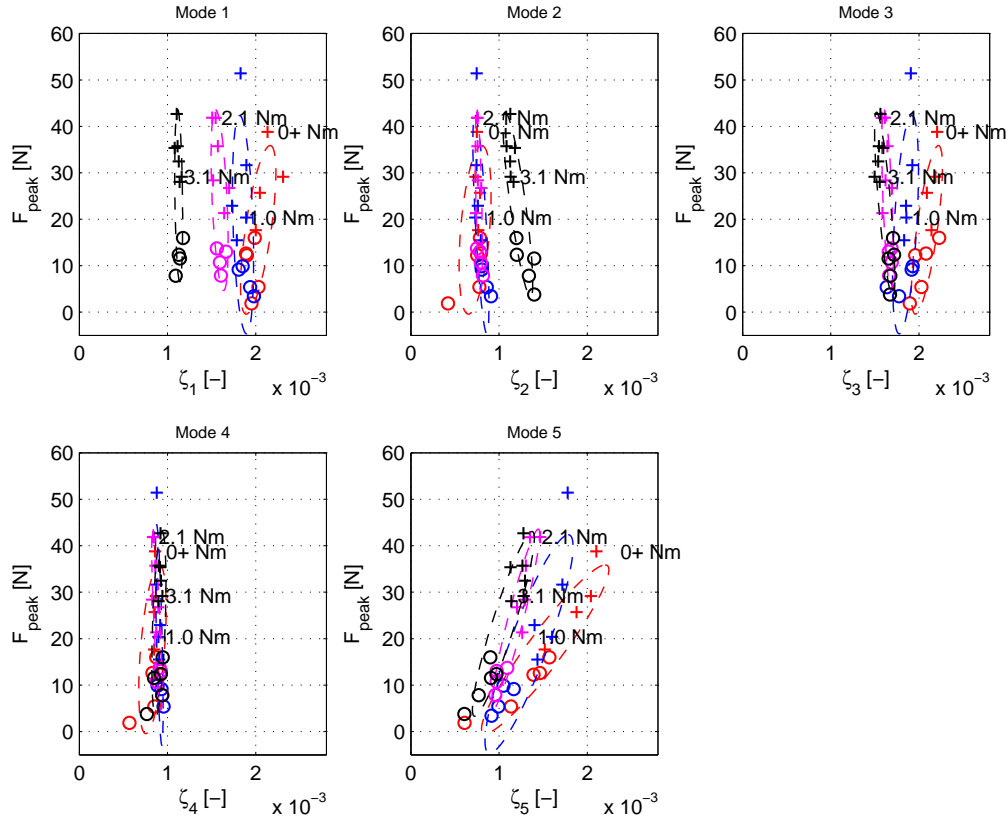 Mode 1
60
50
40
30
20
10
0
F_peak [N]
2.1 Nm
0+ Nm
3.1 Nm
1.0 Nm
0 1 2
ζ_1 [–]
x 10^-3
Mode 2
60
50
40
30
20
10
0
F_peak [N]
2.1 Nm
0+ Nm
3.1 Nm
1.0 Nm
0 1 2
ζ_2 [–]
x 10^-3
Mode 3
60
50
40
30
20
10
0
F_peak [N]
2.1 Nm
0+ Nm
3.1 Nm
1.0 Nm
0 1 2
ζ_3 [–]
x 10^-3
Mode 4
60
50
40
30
20
10
0
F_peak [N]
2.1 Nm
0+ Nm
3.1 Nm
1.0 Nm
0 1 2
ζ_4 [–]
x 10^-3
Mode 5
60
50
40
30
20
10
0
F_peak [N]
2.1 Nm
0+ Nm
3.1 Nm
1.0 Nm
0 1 2
ζ_5 [–]
x 10^-3